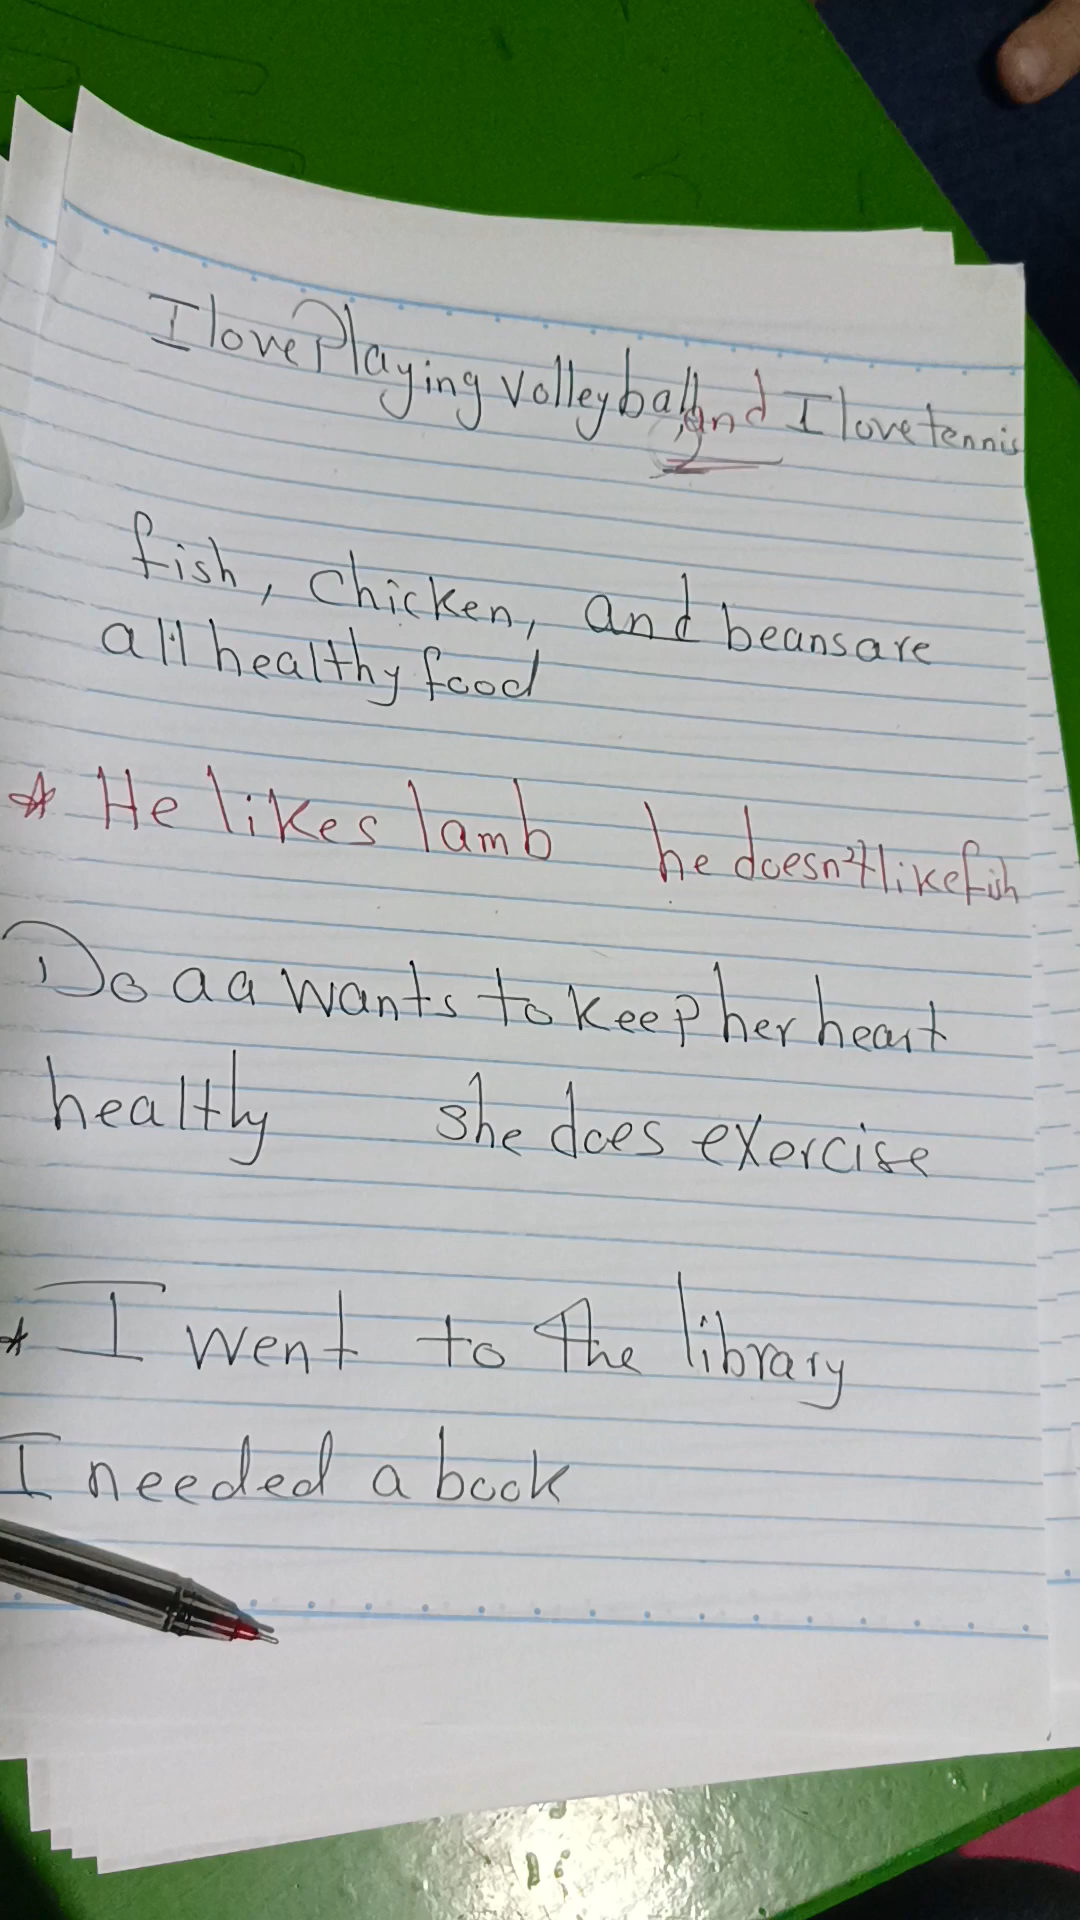 I love Playing volleyball, and I love tennis
fish, chicken, and beans are
all healthy food
* He likes lamb he doesn't like fish
Doaa wants to keep her heart
healthy she does exercise
* I went to the library
I needed a book